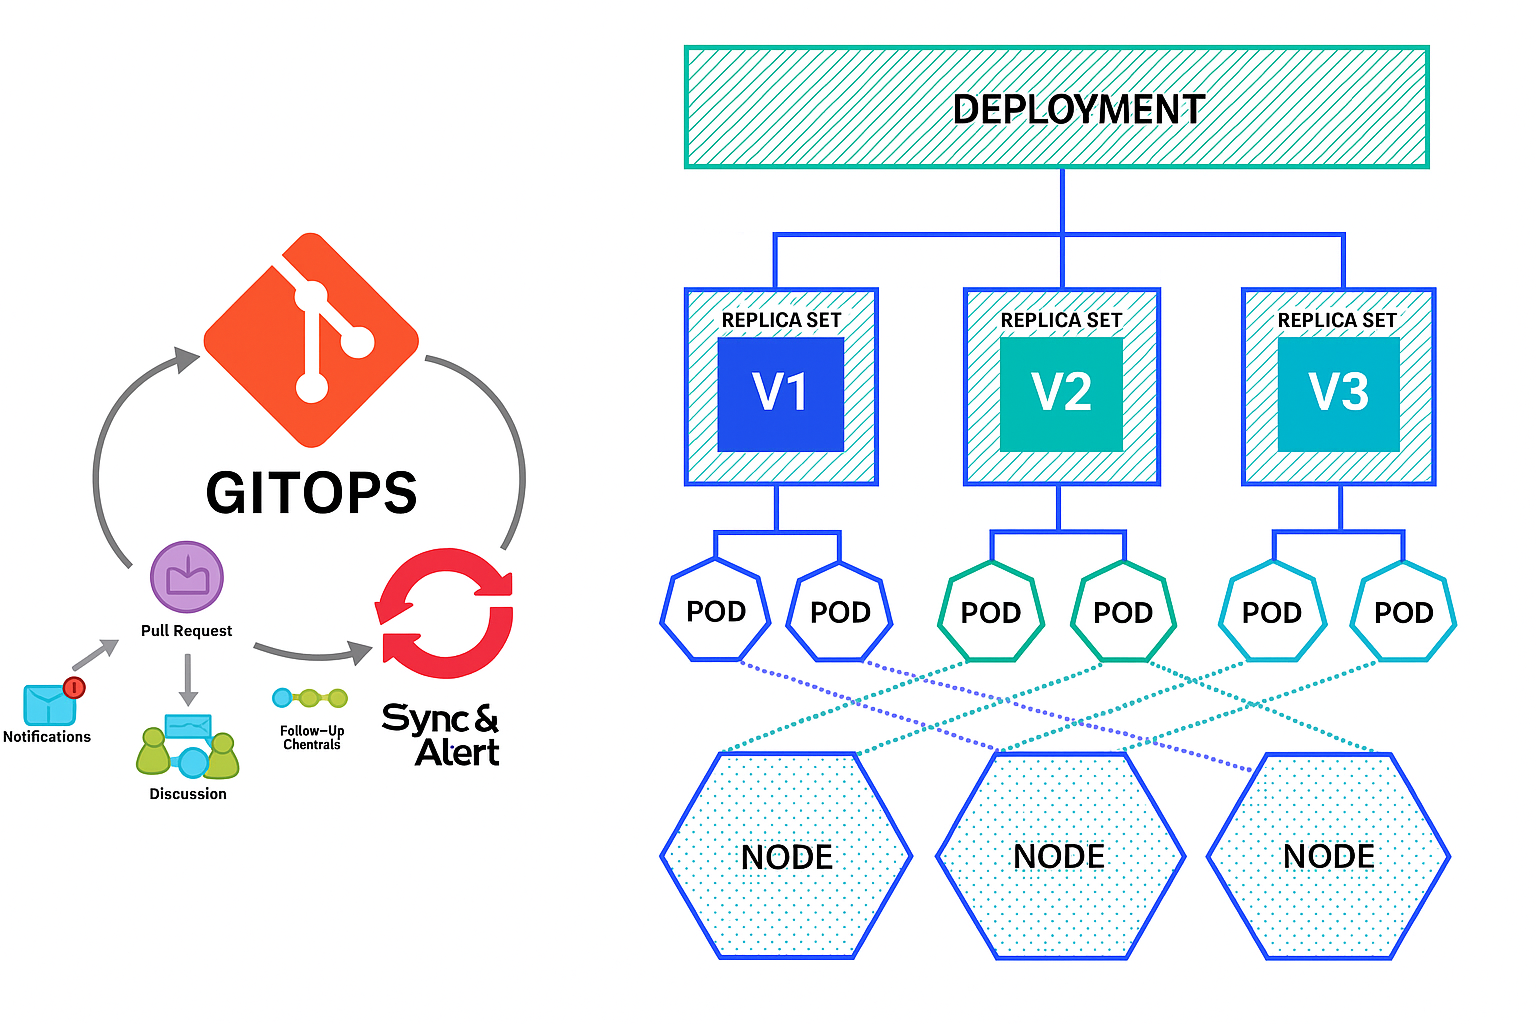 GITOPS
Pull Request
Notifications
Discussion
Follow-Up
Chentrals
Sync &
Alert
DEPLOYMENT
REPLICA SET
V1
REPLICA SET
V2
REPLICA SET
V3
POD
POD
POD
POD
POD
POD
NODE
NODE
NODE